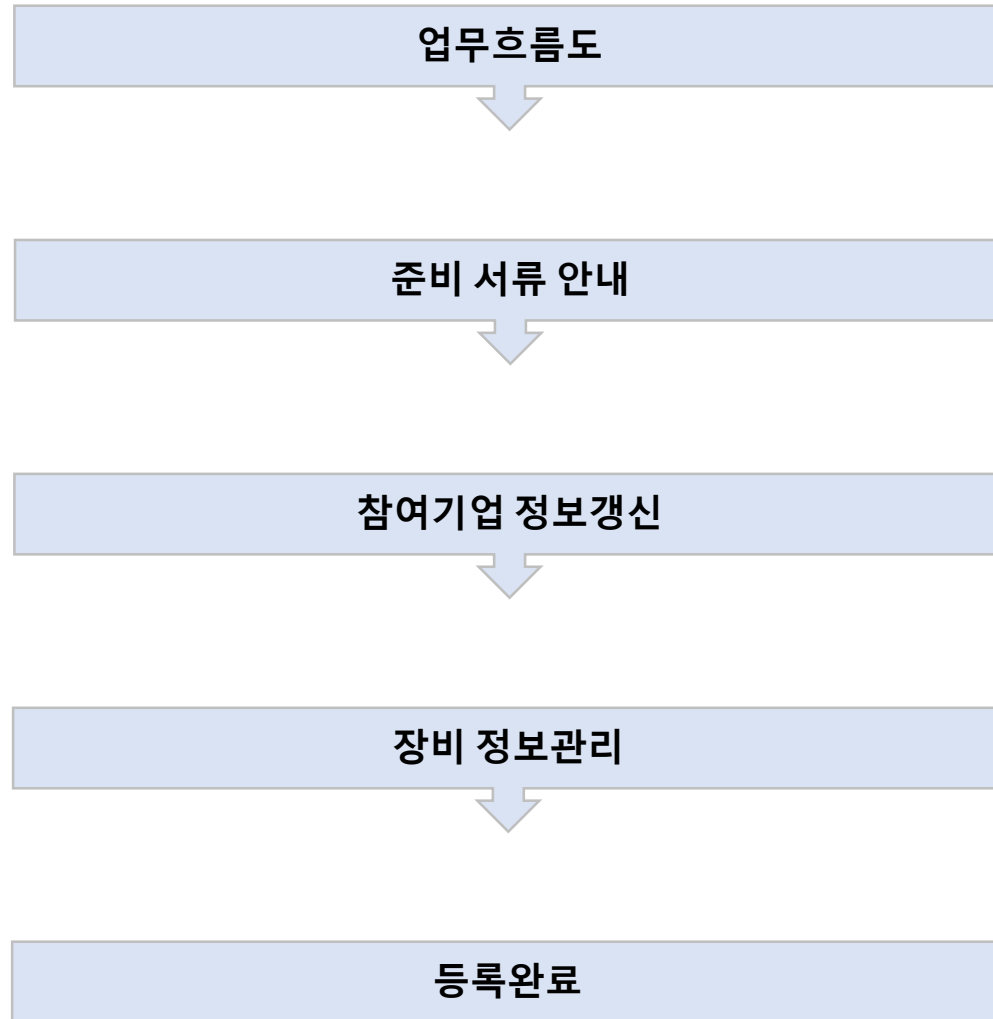 업무흐름도
준비 서류 안내
참여기업 정보갱신
장비 정보관리
등록완료